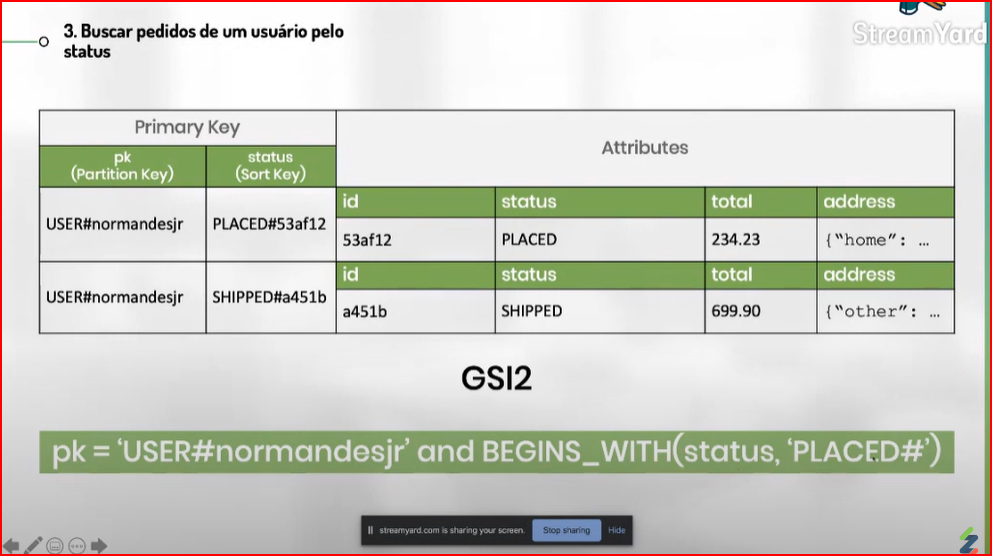 3. Buscar pedidos de um usuário pelo
status
StreamYard
Primary Key
Attributes
pk
(Partition Key)
status
(Sort Key)
id
status
total
address
USER#normandesjr
PLACED#53af12
53af12
PLACED
234.23
{“home”: ...
id
status
total
address
USER#normandesjr
SHIPPED#a451b
a451b
SHIPPED
699.90
{“other”: ...
GSI2
pk = ‘USER#normandesjr’ and BEGINS_WITH(status, ‘PLACED#’)
streamyard.com is sharing your screen.
Stop sharing
Hide